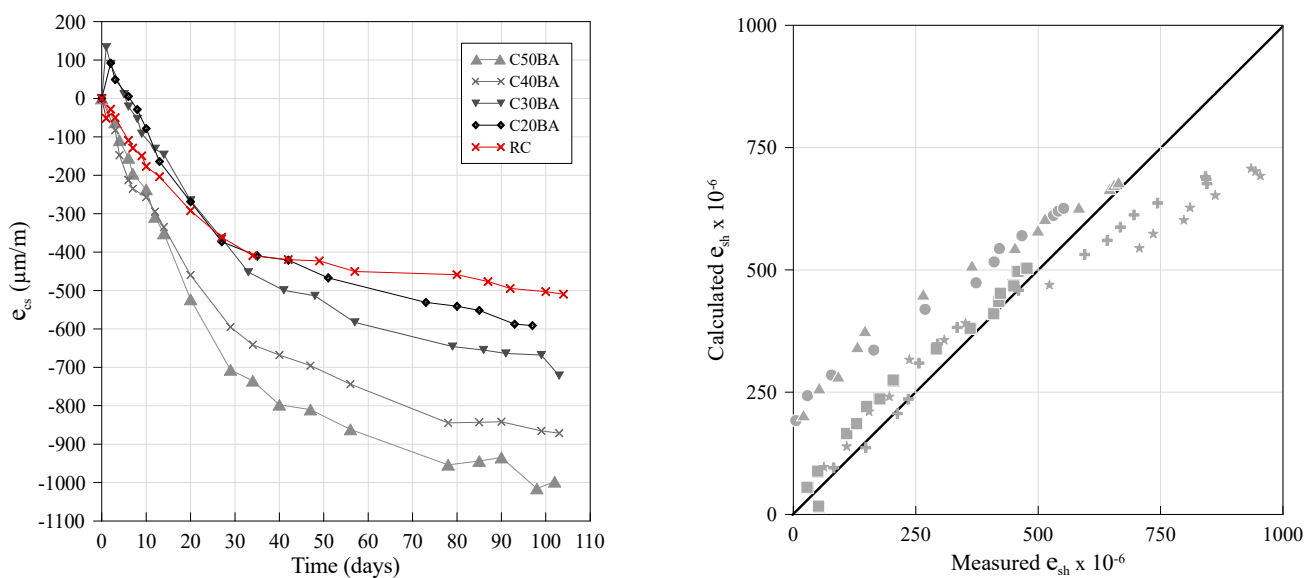 200
100
0
-100
-200
-300
-400
-500
-600
-700
-800
-900
-1000
-1100
e_cs (μm/m)
0 10 20 30 40 50 60 70 80 90 100 110
Time (days)
C50BA
C40BA
C30BA
C20BA
RC
1000
750
500
250
0
Calculated e_sh x 10^-6
0 250 500 750 1000
Measured e_sh x 10^-6